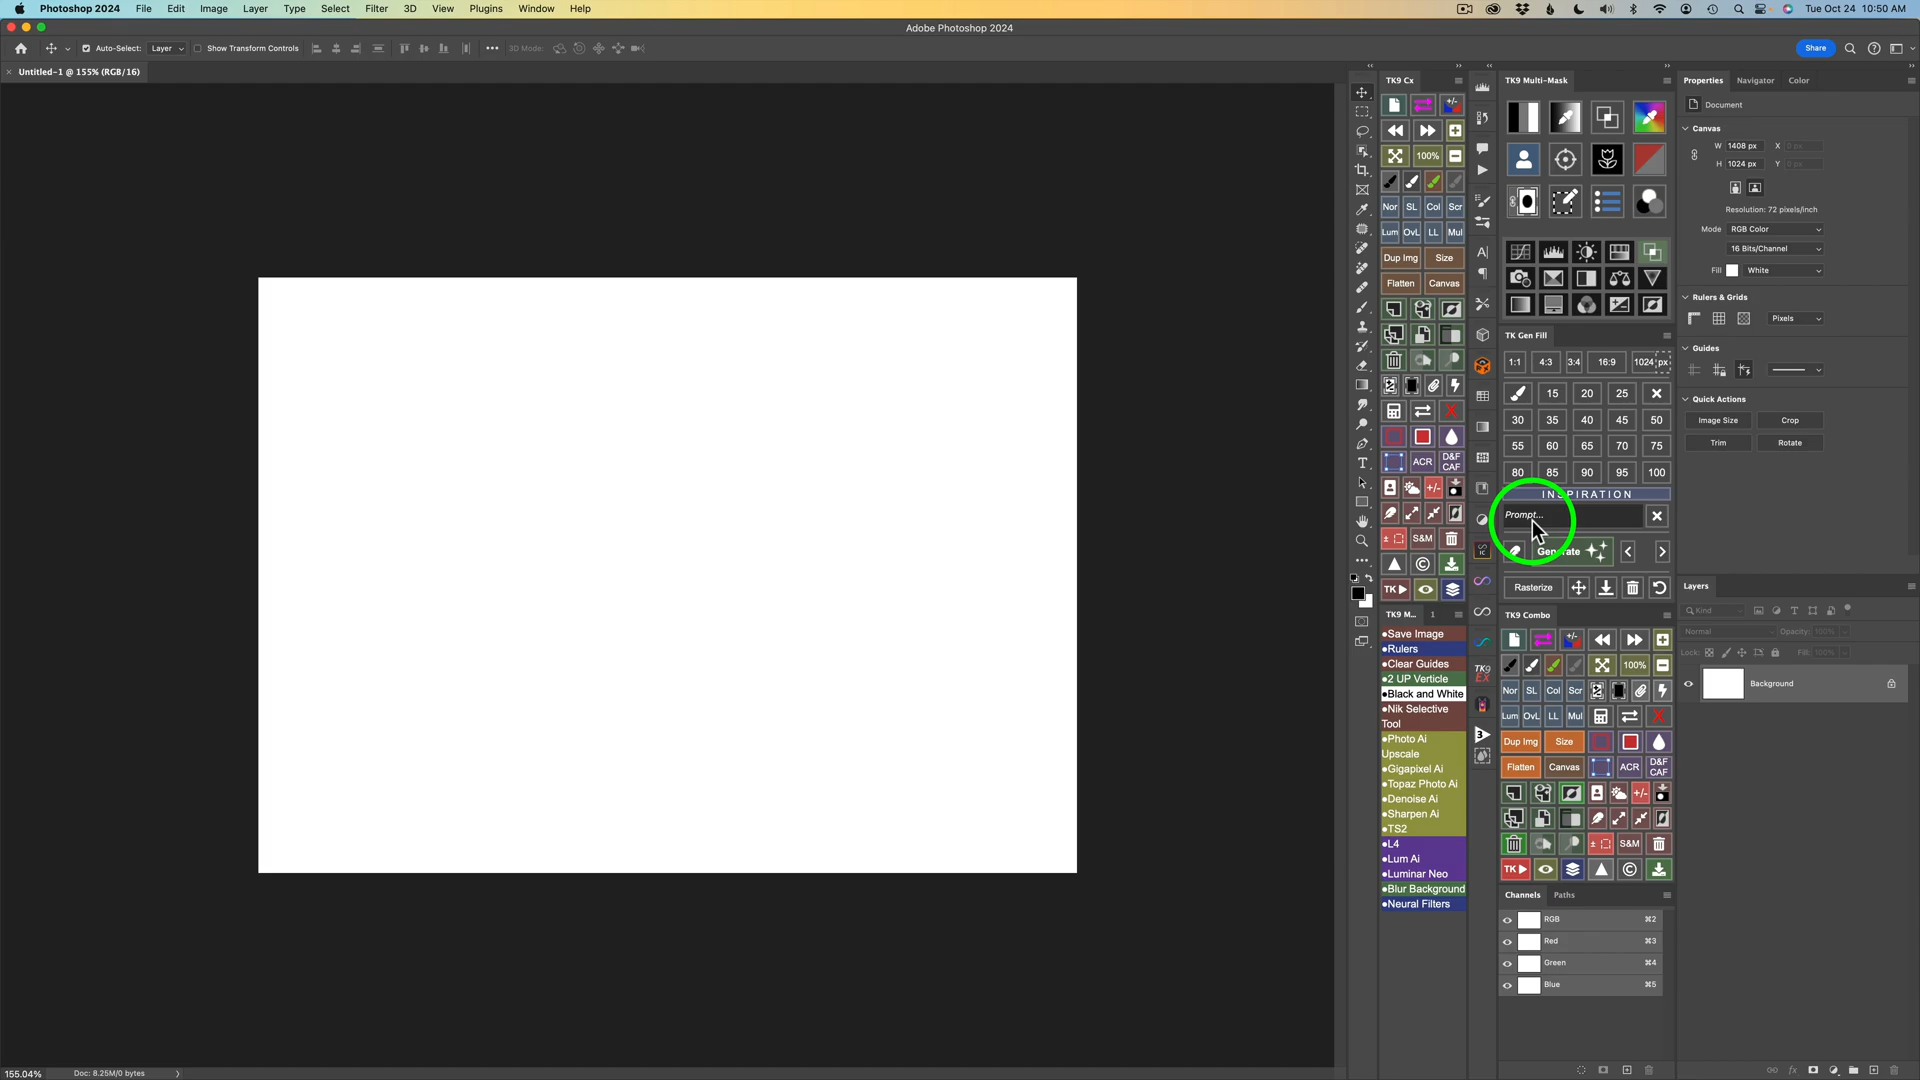 Photoshop 2024 File Edit Image Layer Type Select Filter 3D View Plugins Window Help
Tue Oct 24 10:50 AM
Adobe Photoshop 2024
Auto-Select: Layer Show Transform Controls 3D Mode: Share
Untitled-1 @ 155% (RGB/16)
TK9 Cx
100%
Nor SL Col Scr
Lum OvL LL Mul
Dup Img Size
Flatten Canvas
ACR D&F CAF
+/-
S&M
TK
TK9 M... 1
●Save Image
●Rulers
●Clear Guides
●2 UP Verticle
●Black and White
●Nik Selective
Tool
●Photo Ai
Upscale
●Gigapixel Ai
●Topaz Photo Ai
●Denoise Ai
●Sharpen Ai
●TS2
●L4
●Lum Ai
●Luminar Neo
●Blur Background
●Neural Filters
TK9 Multi-Mask
TK Gen Fill
1:1 4:3 3:4 16:9 1024 px
15 20 25
30 35 40 45 50
55 60 65 70 75
80 85 90 95 100
INSPIRATION
Prompt...
Generate
Rasterize
TK9 Combo
+/-
100%
Nor SL Col Scr
Lum OvL LL Mul
Dup Img Size
Flatten Canvas ACR D&F CAF
+/-
S&M
TK
Channels Paths
RGB ⌘2
Red ⌘3
Green ⌘4
Blue ⌘5
Properties Navigator Color
Document
Canvas
W 1408 px X 0 px
H 1024 px Y 0 px
Resolution: 72 pixels/inch
Mode RGB Color
16 Bits/Channel
Fill White
Rulers & Grids
Pixels
Guides
Quick Actions
Image Size Crop
Trim Rotate
Layers
Kind
Normal Opacity: 100%
Lock: Fill: 100%
Background
155.04% Doc: 8.25M/0 bytes